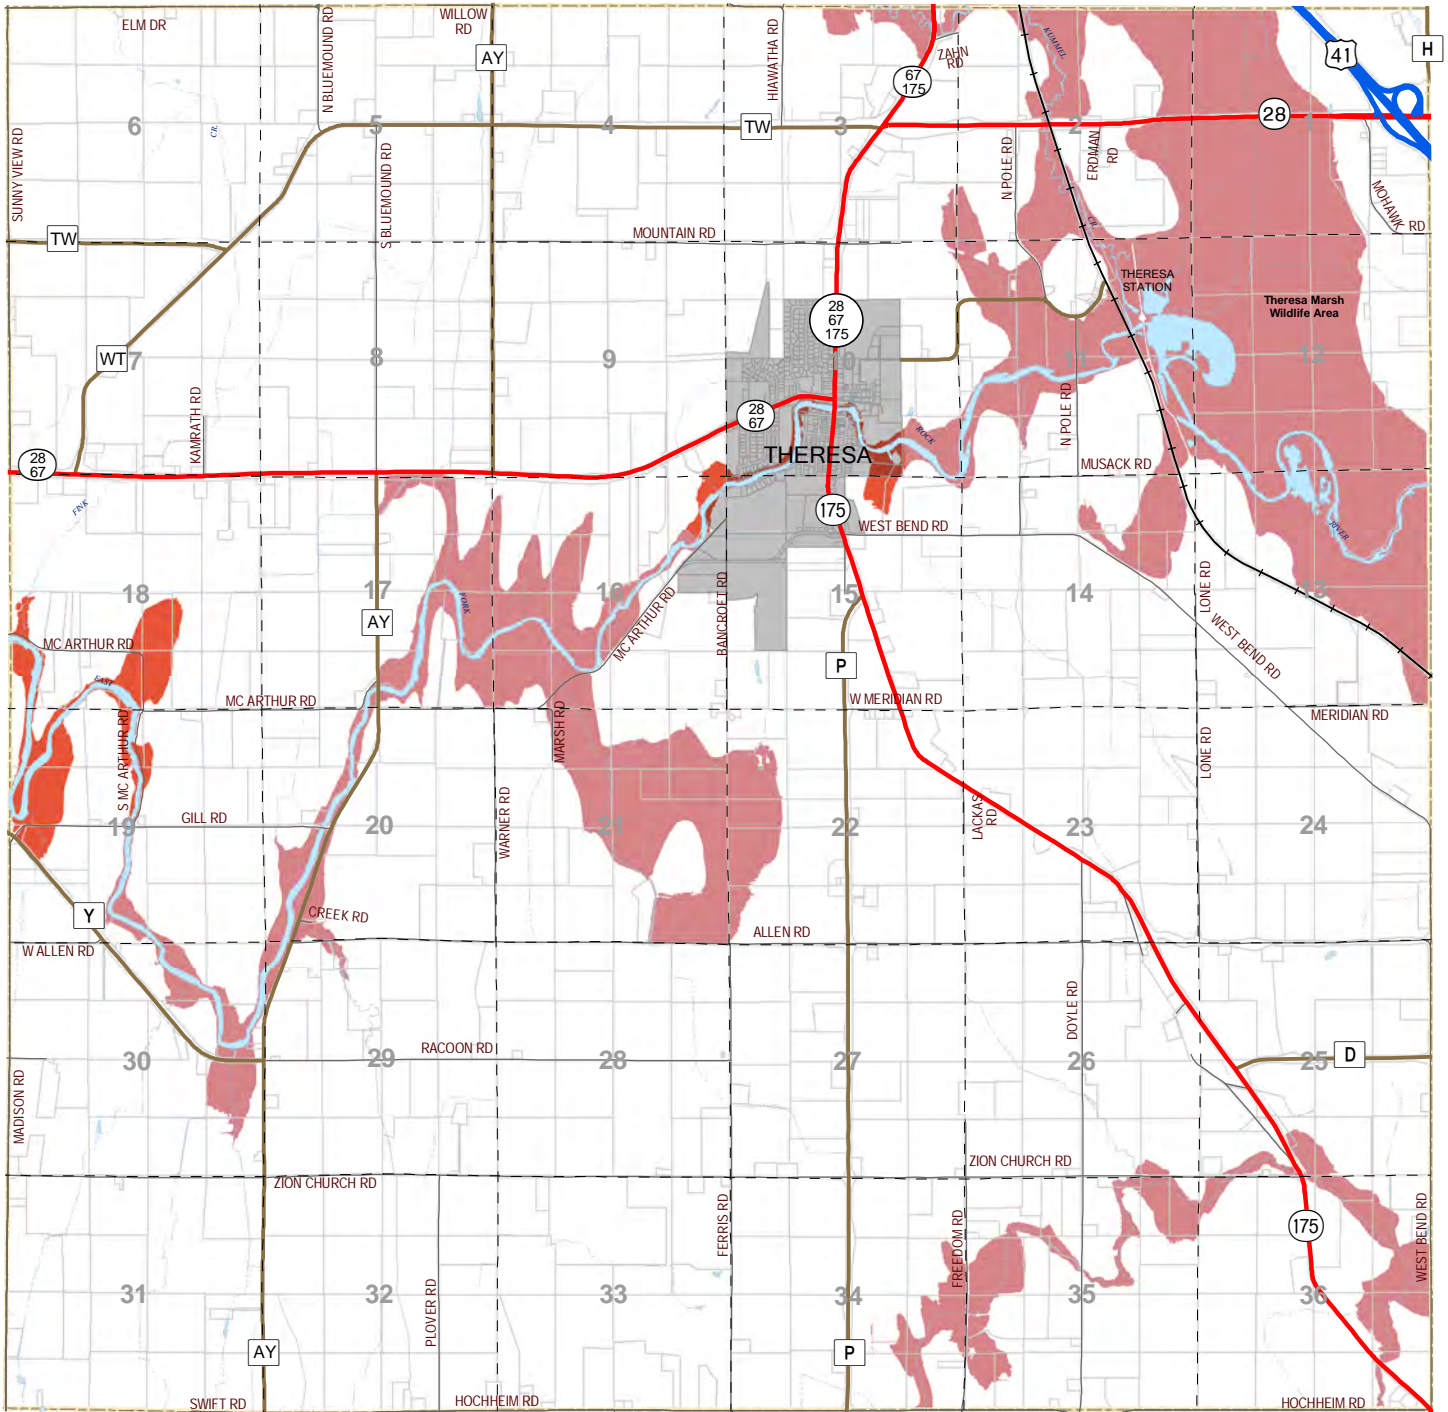 ELM DR
N BLUEMOUND RD
WILLOW
RD
AY
HIAWATHA RD
ZAHN
RD
67
175
KUMMEL
41
H
SUNNY VIEW RD
6
CR.
5
S BLUEMOUND RD
4
TW
3
N POLE RD
2
ERDMAN
RD
28
1
MOHAWK RD
TW
MOUNTAIN RD
CR.
THERESA
STATION
Theresa Marsh
Wildlife Area
28
67
175
WT
7
8
9
10
11
12
KAMRATH RD
28
67
ROCK
N POLE RD
28
67
THERESA
MUSACK RD
FINK
175
WEST BEND RD
RIVER
18
17
FORK
16
MC ARTHUR RD
BANCROFT RD
15
14
LONE RD
13
WEST BEND RD
MC ARTHUR RD
AY
P
EAST
MC ARTHUR RD
S MC ARTHUR RD
MARSH RD
W MERIDIAN RD
MERIDIAN RD
LONE RD
19
GILL RD
20
WARNER RD
21
22
LACKAS
RD
23
24
Y
CREEK RD
W ALLEN RD
ALLEN RD
DOYLE RD
30
29
RACOON RD
28
27
26
25
D
MADISON RD
ZION CHURCH RD
ZION CHURCH RD
FERRIS RD
FREEDOM RD
175
WEST BEND RD
31
32
PLOVER RD
33
34
35
36
AY
P
SWIFT RD
HOCHHEIM RD
HOCHHEIM RD